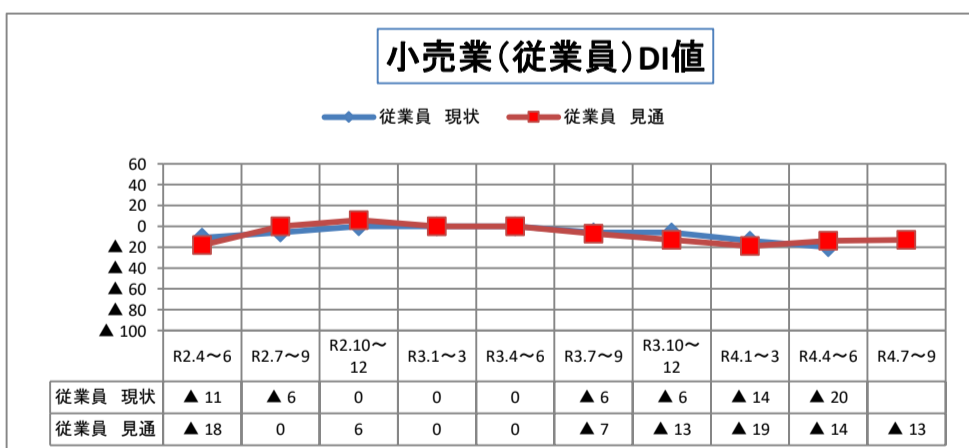 小売業（従業員）DI値
従業員　現状　従業員　見通
60
40
20
0
▲ 20
▲ 40
▲ 60
▲ 80
▲ 100
R2.4～6 R2.7～9 R2.10～12 R3.1～3 R3.4～6 R3.7～9 R3.10～12 R4.1～3 R4.4～6 R4.7～9
従業員　現状 ▲ 11 ▲ 6 0 0 0 ▲ 6 ▲ 6 ▲ 14 ▲ 20
従業員　見通 ▲ 18 0 6 0 0 ▲ 7 ▲ 13 ▲ 19 ▲ 14 ▲ 13